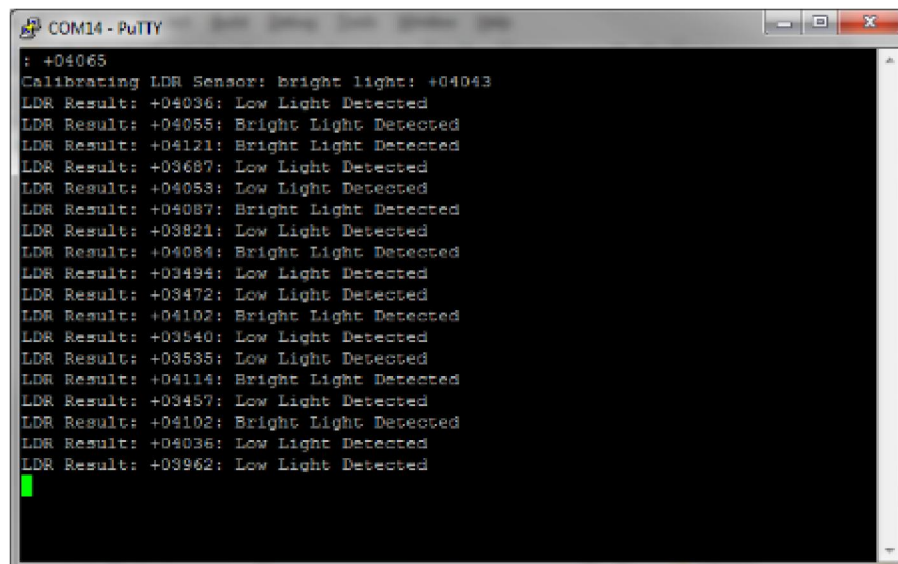 COM14 - PuTTY
: +04065
Calibrating LDR Sensor: bright light: +04043
LDR Result: +04036: Low Light Detected
LDR Result: +04055: Bright Light Detected
LDR Result: +04121: Bright Light Detected
LDR Result: +03687: Low Light Detected
LDR Result: +04053: Low Light Detected
LDR Result: +04087: Bright Light Detected
LDR Result: +03821: Low Light Detected
LDR Result: +04084: Bright Light Detected
LDR Result: +03494: Low Light Detected
LDR Result: +03472: Low Light Detected
LDR Result: +04102: Bright Light Detected
LDR Result: +03540: Low Light Detected
LDR Result: +03535: Low Light Detected
LDR Result: +04114: Bright Light Detected
LDR Result: +03457: Low Light Detected
LDR Result: +04102: Bright Light Detected
LDR Result: +04036: Low Light Detected
LDR Result: +03962: Low Light Detected